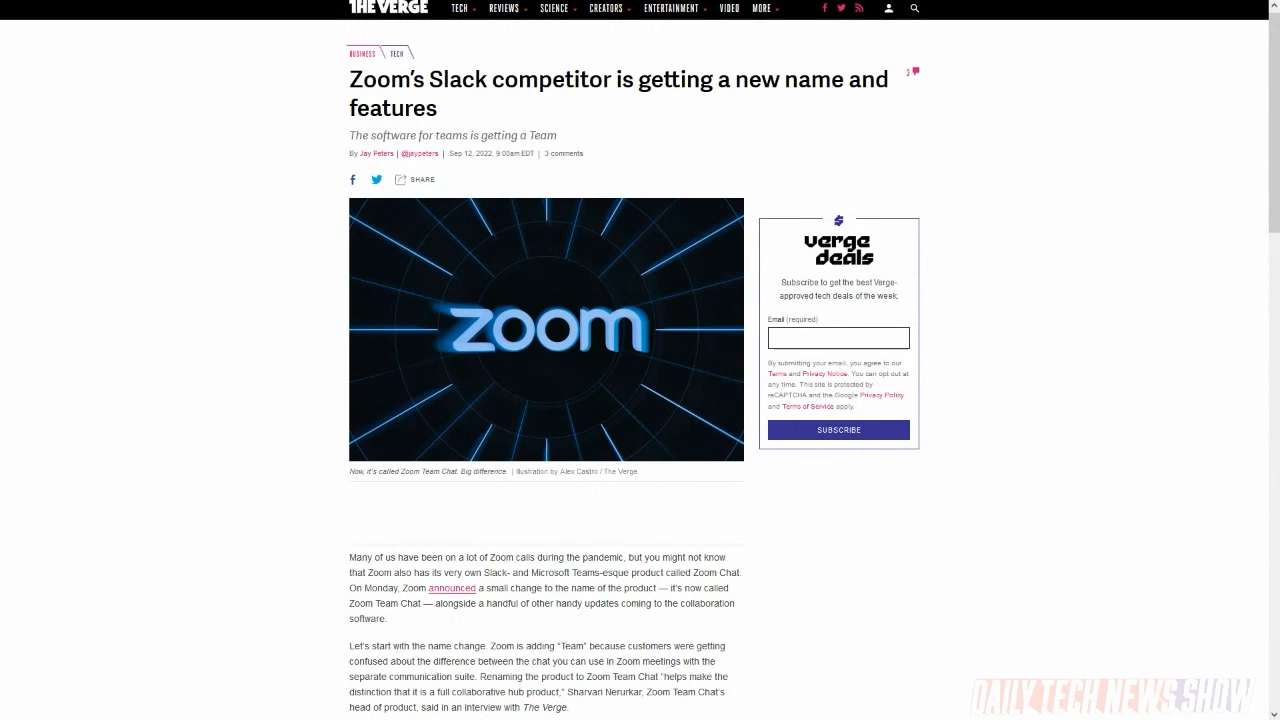 THE VERGE TECH REVIEWS SCIENCE CREATORS ENTERTAINMENT VIDEO MORE
BUSINESS TECH
Zoom's Slack competitor is getting a new name and
features
3
The software for teams is getting a Team
By Jay Peters | @jaypeters | Sep 12, 2022, 9:00am EDT | 3 comments
SHARE
zoom
Now, it's called Zoom Team Chat. Big difference. | Illustration by Alex Castro / The Verge
verge
deals
Subscribe to get the best Verge-
approved tech deals of the week.
Email (required)
By submitting your email, you agree to our
Terms and Privacy Notice. You can opt out at
any time. This site is protected by
reCAPTCHA and the Google Privacy Policy
and Terms of Service apply.
SUBSCRIBE
Many of us have been on a lot of Zoom calls during the pandemic, but you might not know
that Zoom also has its very own Slack- and Microsoft Teams-esque product called Zoom Chat.
On Monday, Zoom announced a small change to the name of the product — it's now called
Zoom Team Chat — alongside a handful of other handy updates coming to the collaboration
software.
Let's start with the name change. Zoom is adding "Team" because customers were getting
confused about the difference between the chat you can use in Zoom meetings with the
separate communication suite. Renaming the product to Zoom Team Chat "helps make the
distinction that it is a full collaborative hub product," Sharvari Nerurkar, Zoom Team Chat's
head of product, said in an interview with The Verge.
DAILY TECH NEWS SHOW